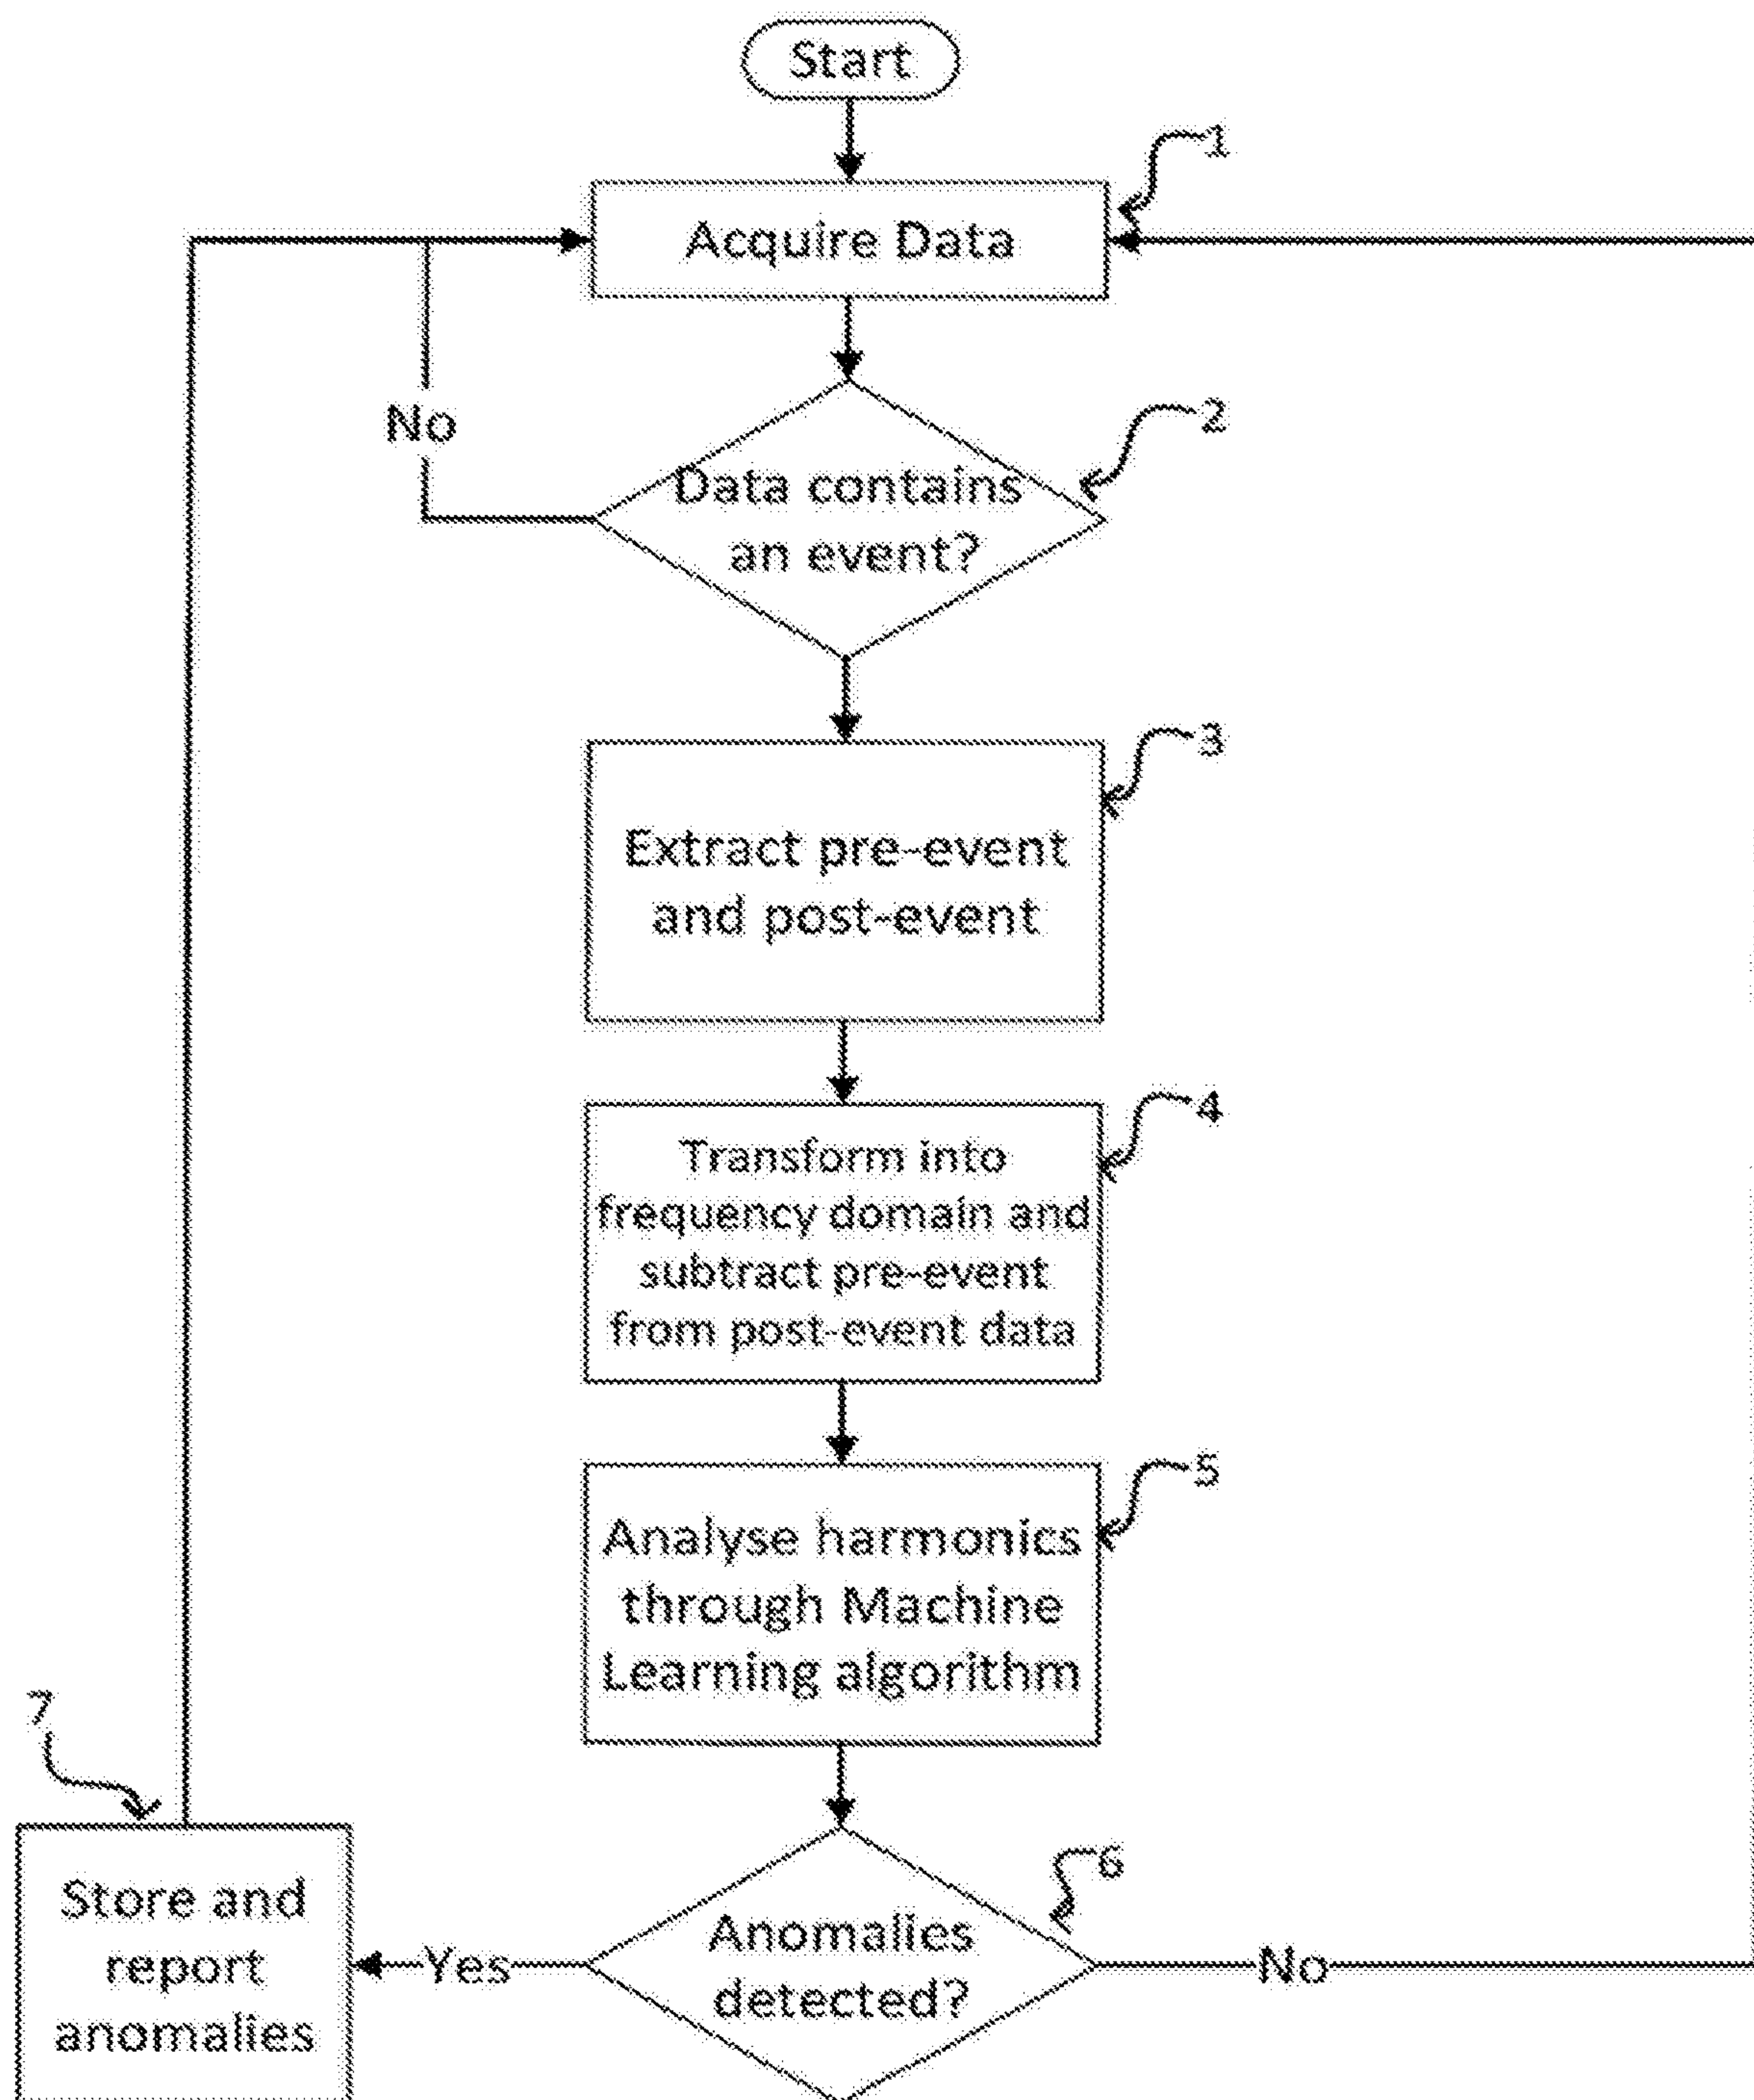 Start
1
Acquire Data
No
2
Data contains
an event?
3
Extract pre-event
and post-event
4
Transform into
frequency domain and
subtract pre-event
from post-event data
5
Analyse harmonics
through Machine
Learning algorithm
7
6
Store and
report
anomalies
Yes
Anomalies
detected?
No